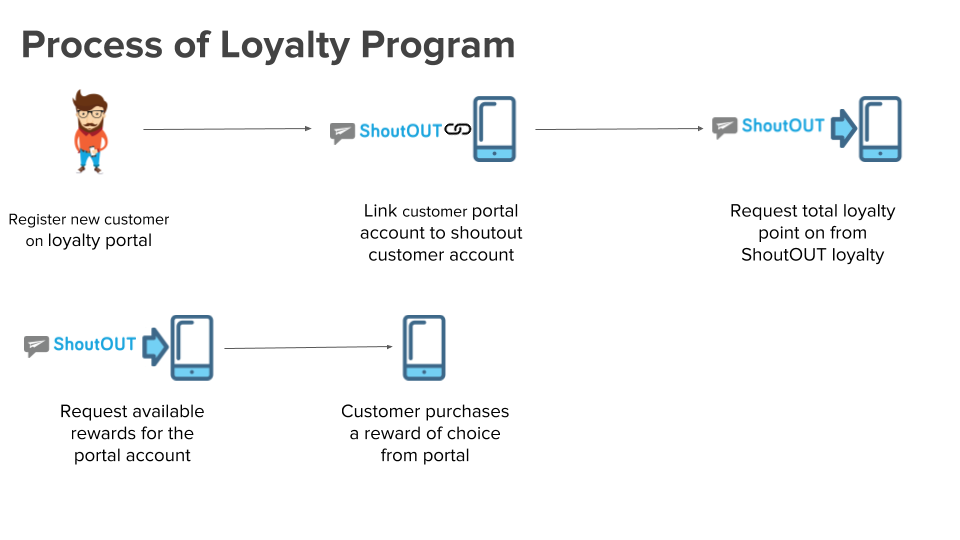 Process of Loyalty Program
ShoutOUT
ShoutOUT
Register new customer
on loyalty portal
Link customer portal
account to shoutout
customer account
Request total loyalty
point on from
ShoutOUT loyalty
ShoutOUT
Request available
rewards for the
portal account
Customer purchases
a reward of choice
from portal